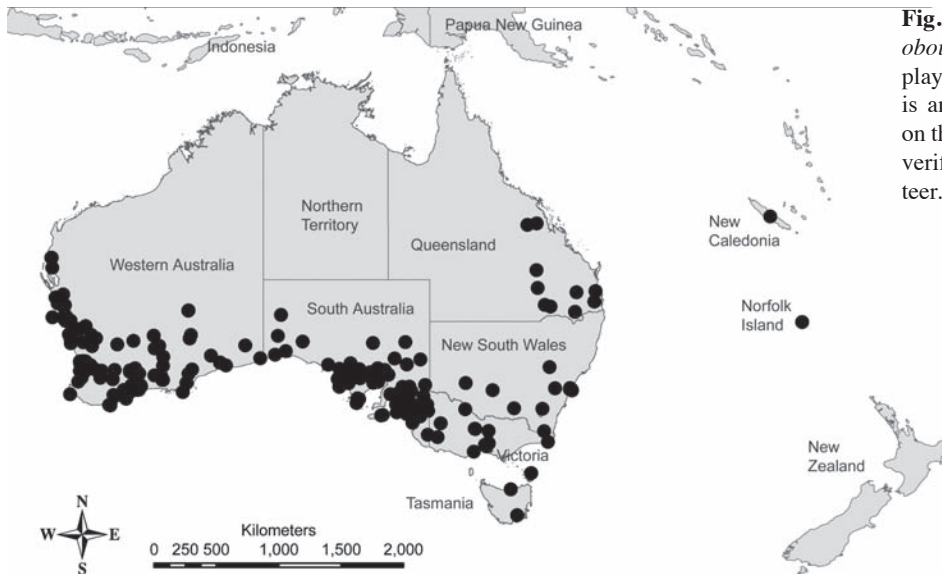 Indonesia
Papua New Guinea
Northern
Territory
Western Australia
Queensland
South Australia
New South Wales
Victoria
Tasmania
New
Caledonia
Norfolk
Island
New
Zealand
N
W E
S
Kilometers
0 250 500 1,000 1,500 2,000
Fig.
obou
play
is an
on th
verif
teer.